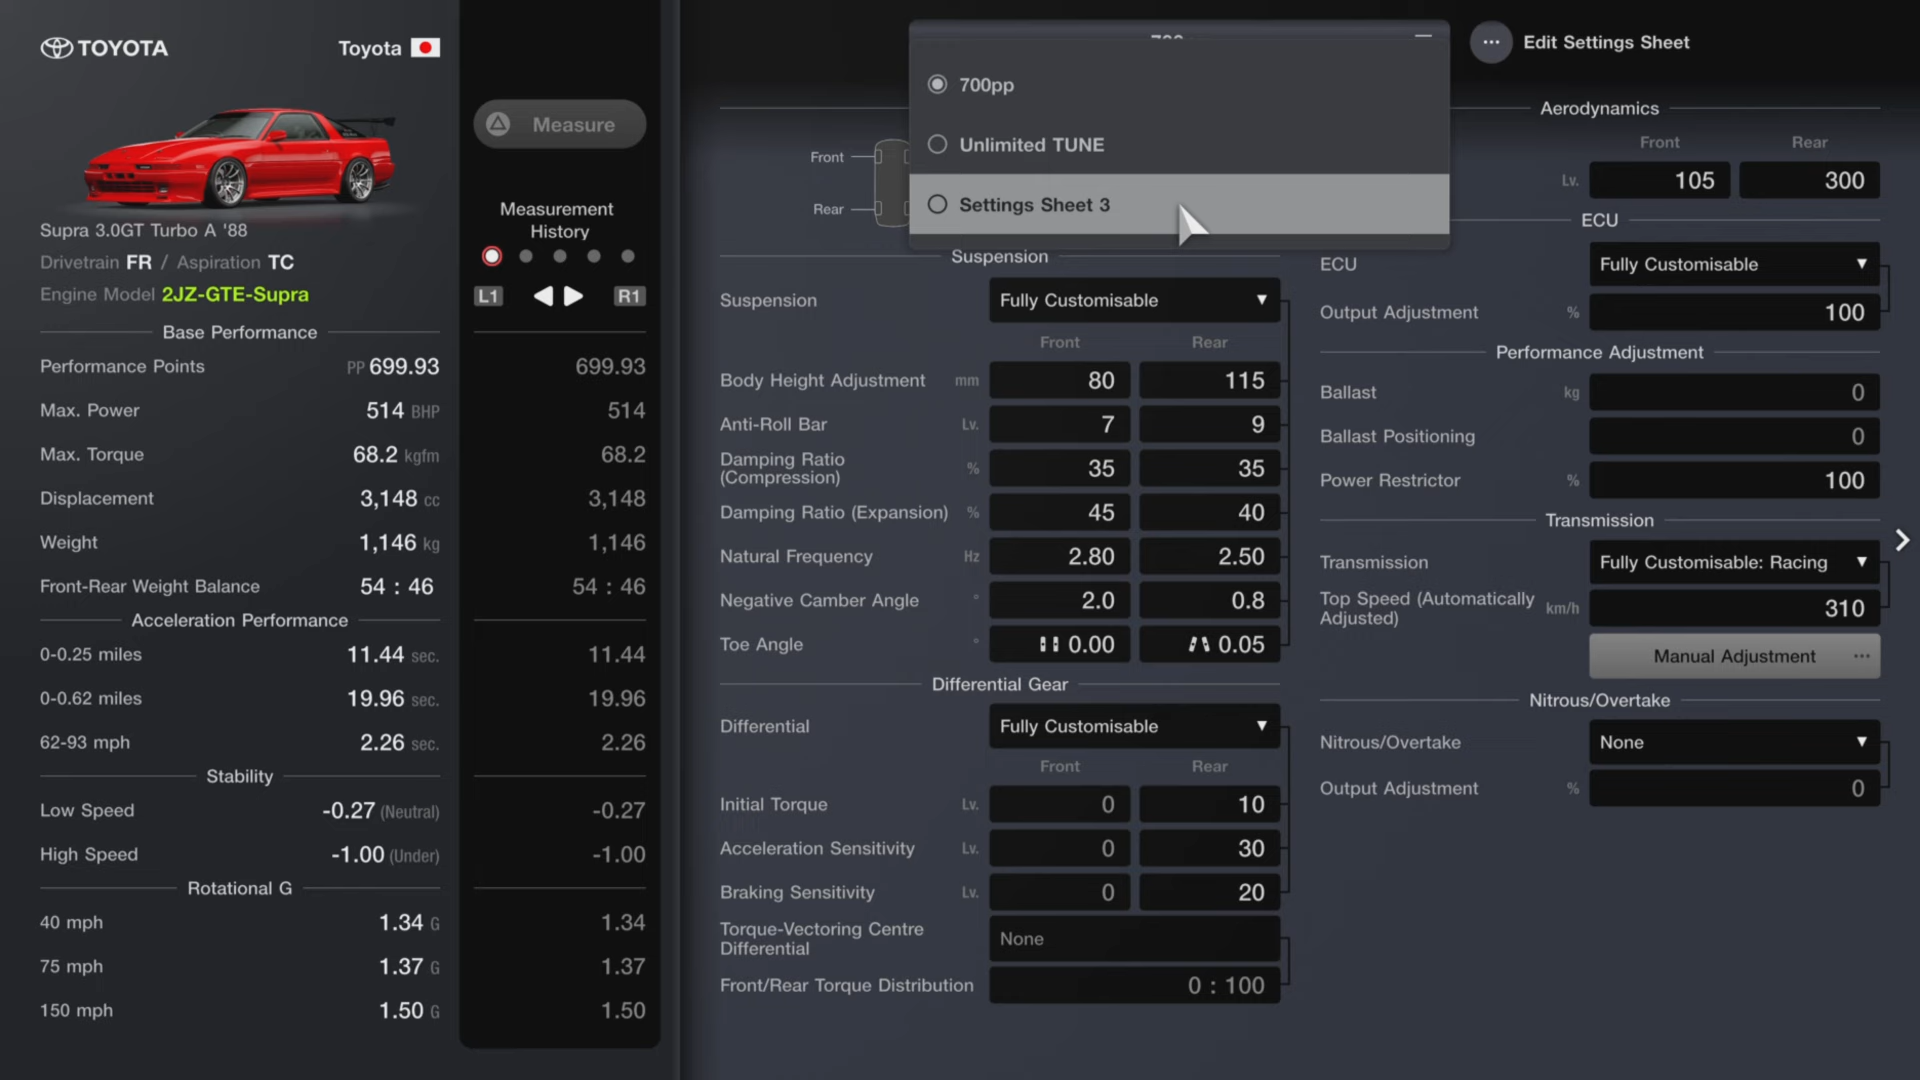 TOYOTA
Toyota
Supra 3.0GT Turbo A '88
Drivetrain FR / Aspiration TC
Engine Model 2JZ-GTE-Supra
Base Performance
Performance Points PP 699.93
Max. Power 514 BHP
Max. Torque 68.2 kgfm
Displacement 3,148 cc
Weight 1,146 kg
Front-Rear Weight Balance 54 : 46
Acceleration Performance
0-0.25 miles 11.44 sec.
0-0.62 miles 19.96 sec.
62-93 mph 2.26 sec.
Stability
Low Speed -0.27 (Neutral)
High Speed -1.00 (Under)
Rotational G
40 mph 1.34 G
75 mph 1.37 G
150 mph 1.50 G
Measure
Measurement
History
L1 R1
699.93
514
68.2
3,148
1,146
54 : 46
11.44
19.96
2.26
-0.27
-1.00
1.34
1.37
1.50
700pp
Unlimited TUNE
Settings Sheet 3
Front
Rear
Suspension
Suspension Fully Customisable ▼
Front Rear
Body Height Adjustment mm 80 115
Anti-Roll Bar Lv. 7 9
Damping Ratio
(Compression) % 35 35
Damping Ratio (Expansion) % 45 40
Natural Frequency Hz 2.80 2.50
Negative Camber Angle ° 2.0 0.8
Toe Angle ° 0.00 0.05
Differential Gear
Differential Fully Customisable ▼
Front Rear
Initial Torque Lv. 0 10
Acceleration Sensitivity Lv. 0 30
Braking Sensitivity Lv. 0 20
Torque-Vectoring Centre
Differential None
Front/Rear Torque Distribution 0 : 100
Edit Settings Sheet
Aerodynamics
Front Rear
Lv. 105 300
ECU
ECU Fully Customisable ▼
Output Adjustment % 100
Performance Adjustment
Ballast kg 0
Ballast Positioning 0
Power Restrictor % 100
Transmission
Transmission Fully Customisable: Racing ▼
Top Speed (Automatically
Adjusted) km/h 310
Manual Adjustment ...
Nitrous/Overtake
Nitrous/Overtake None ▼
Output Adjustment % 0